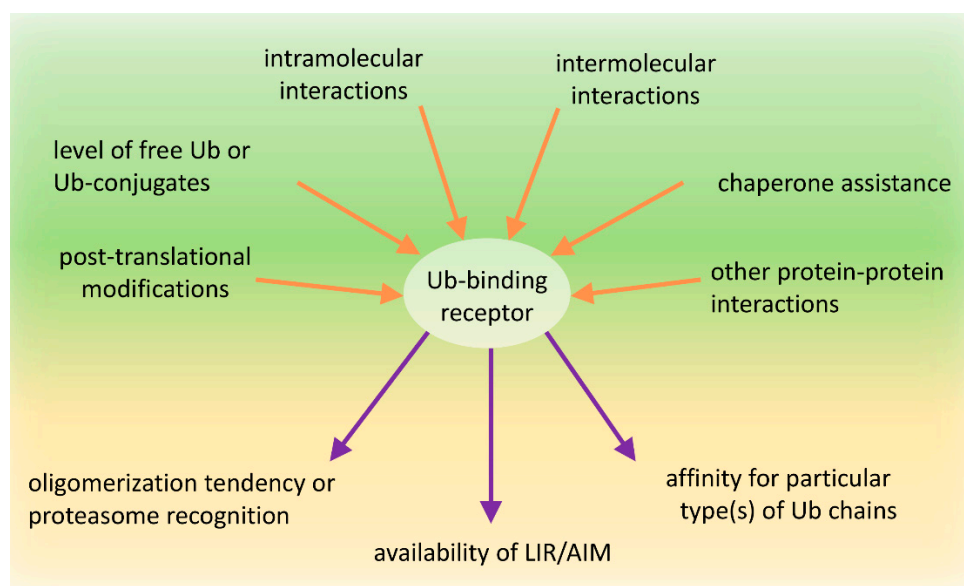 intramolecular
interactions
intermolecular
interactions
level of free Ub or
Ub-conjugates
chaperone assistance
post-translational
modifications
Ub-binding
receptor
other protein-protein
interactions
oligomerization tendency or
proteasome recognition
affinity for particular
type(s) of Ub chains
availability of LIR/AIM